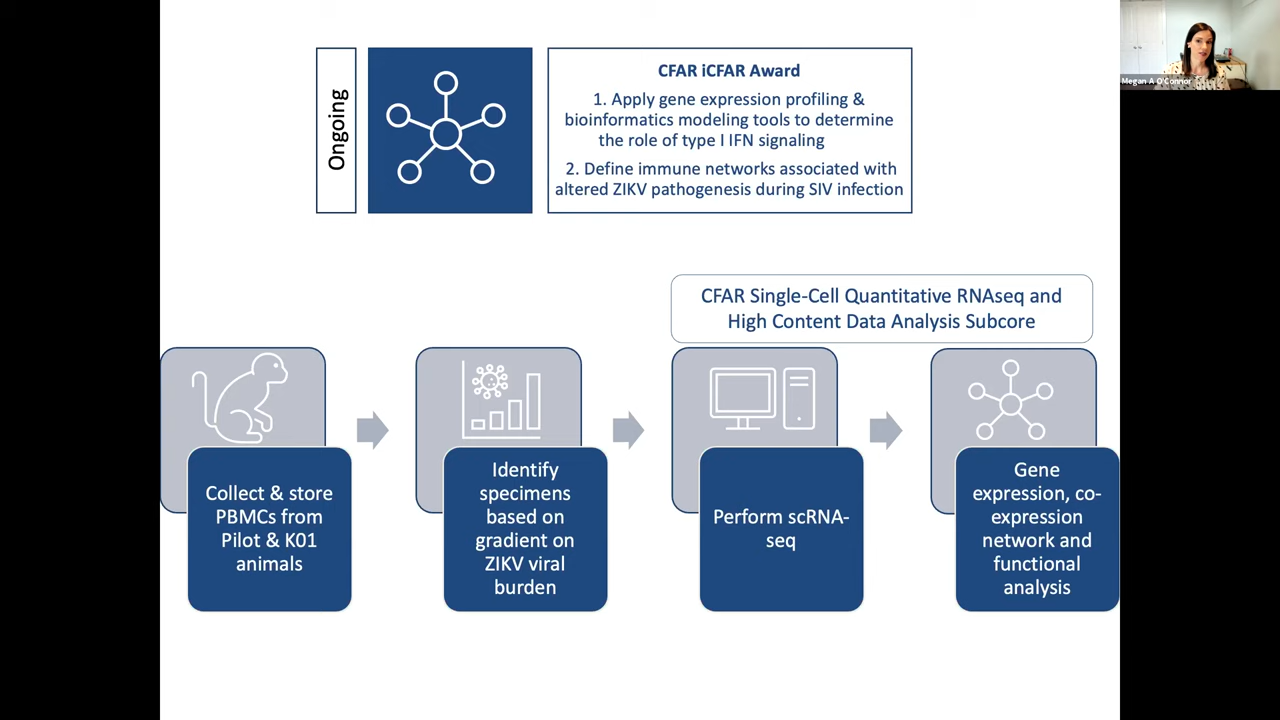 Megan A O'Connor
Ongoing
CFAR iCFAR Award
1. Apply gene expression profiling &
bioinformatics modeling tools to determine
the role of type I IFN signaling
2. Define immune networks associated with
altered ZIKV pathogenesis during SIV infection
CFAR Single-Cell Quantitative RNAseq and
High Content Data Analysis Subcore
Collect & store
PBMCs from
Pilot & K01
animals
Identify
specimens
based on
gradient on
ZIKV viral
burden
Perform scRNA-
seq
Gene
expression, co-
expression
network and
functional
analysis